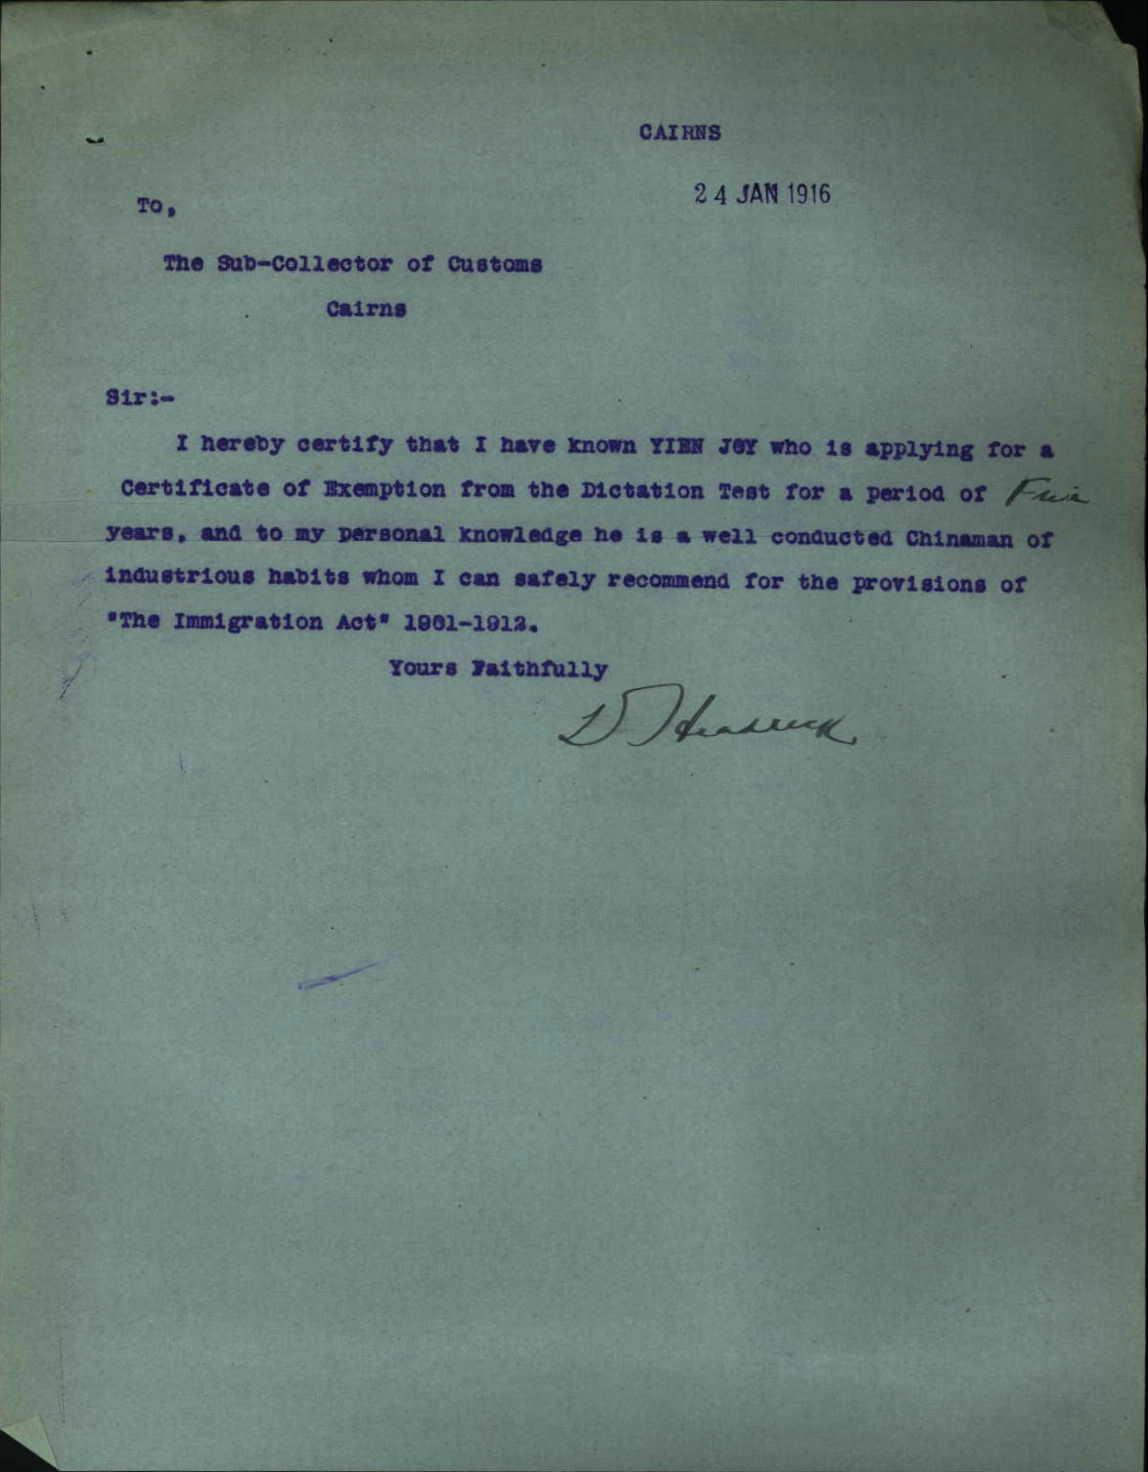 CAIRNS
24 JAN 1916
To,
The Sub-Collector of Customs
Cairns
Sir:-
I hereby certify that I have known YIEN JOY who is applying for a
Certificate of Exemption from the Dictation Test for a period of Five
years, and to my personal knowledge he is a well conducted Chinaman of
industrious habits whom I can safely recommend for the provisions of
"The Immigration Act" 1901-1912.
Yours Faithfully